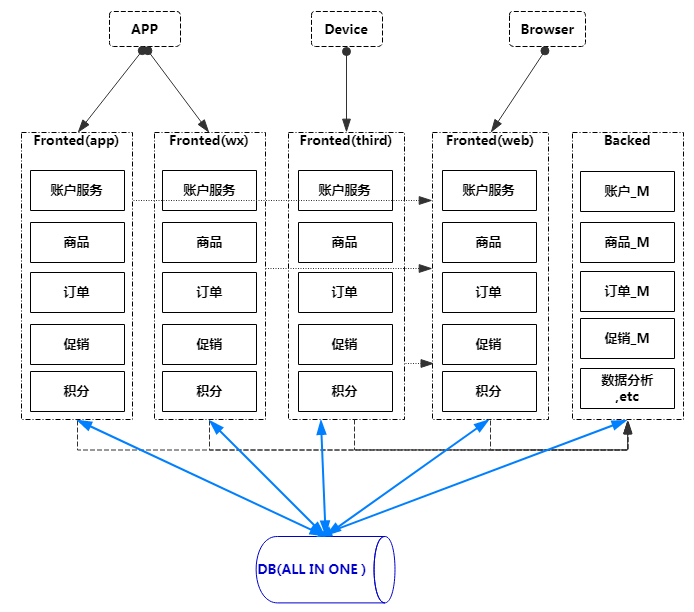 APP
Device
Browser
Fronted(app)
Fronted(wx)
Fronted(third)
Fronted(web)
Backed
账户服务
账户服务
账户服务
账户服务
账户_M
商品
商品
商品
商品
商品_M
订单
订单
订单
订单
订单_M
促销
促销
促销
促销
促销_M
积分
积分
积分
积分
数据分析
,etc
DB(ALL IN ONE )